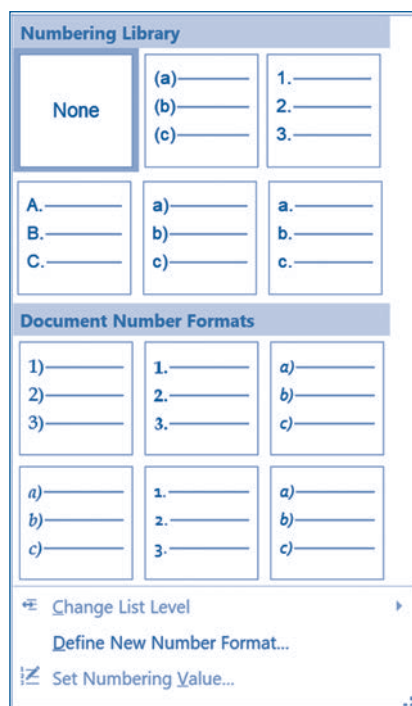 Numbering Library
None
(a)
(b)
(c)
1.
2.
3.
A.
B.
C.
a)
b)
c)
a.
b.
c.
Document Number Formats
1)
2)
3)
1.
2.
3.
a)
b)
c)
a)
b)
c)
1.
2.
3.
a)
b)
c)
Change List Level
Define New Number Format...
Set Numbering Value...